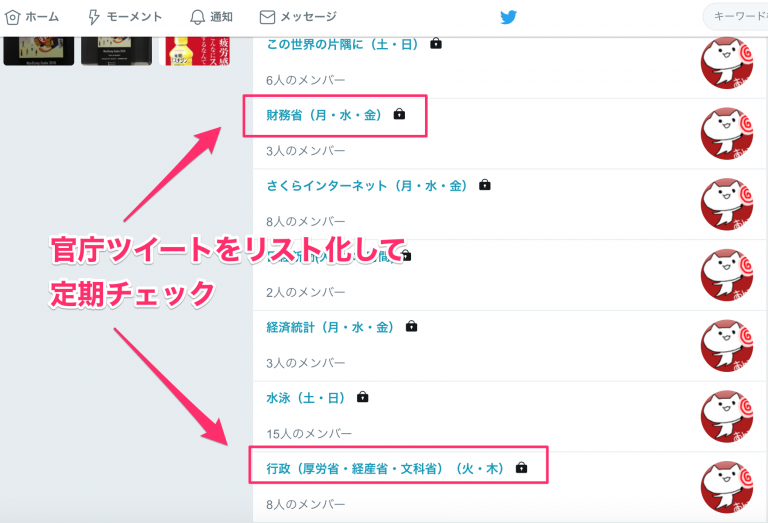 ホーム モーメント 通知 メッセージ キーワード
この世界の片隅に（土・日）
6人のメンバー
財務省（月・水・金）
3人のメンバー
さくらインターネット（月・水・金）
8人のメンバー
官庁ツイートをリスト化して
定期チェック
2人のメンバー
経済統計（月・水・金）
3人のメンバー
水泳（土・日）
15人のメンバー
行政（厚労省・経産省・文科省）（火・木）
8人のメンバー